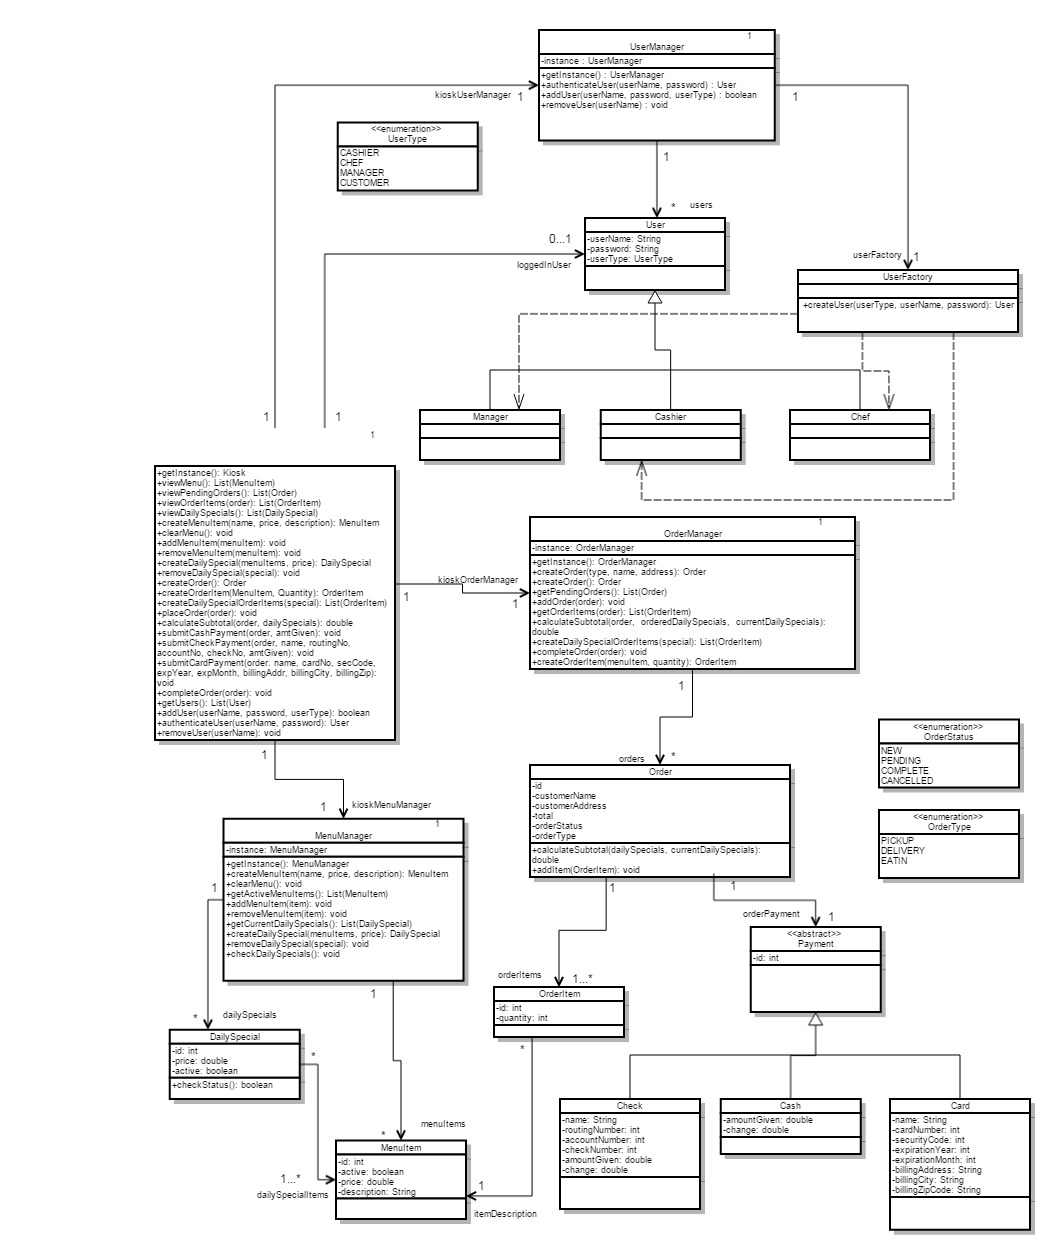 1
UserManager
-instance : UserManager
+getInstance() : UserManager
+authenticateUser(userName, password) : User
+addUser(userName, password, userType) : boolean
+removeUser(userName) : void
kioskUserManager
1
1
1
<<enumeration>>
UserType
CASHIER
CHEF
MANAGER
CUSTOMER
* users
User
-userName: String
-password: String
-userType: UserType
0...1
loggedInUser
userFactory
1
UserFactory
+createUser(userType, userName, password): User
Manager
Cashier
Chef
1
1
1
+getInstance(): Kiosk
+viewMenu(): List(MenuItem)
+viewPendingOrders(): List(Order)
+viewOrderItems(order): List(OrderItem)
+viewDailySpecials(): List(DailySpecial)
+createMenuItem(name, price, description): MenuItem
+clearMenu(): void
+addMenuItem(menuItem): void
+removeMenuItem(menuItem): void
+createDailySpecial(menuItems, price): DailySpecial
+removeDailySpecial(special): void
+createOrder(): Order
+createOrderItem(MenuItem, Quantity): OrderItem
+createDailySpecialOrderItems(special): List(OrderItem)
+placeOrder(order): void
+calculateSubtotal(order, dailySpecials): double
+submitCashPayment(order, amtGiven): void
+submitCheckPayment(order, name, routingNo,
accountNo, checkNo, amtGiven): void
+submitCardPayment(order. name, cardNo, secCode,
expYear, expMonth, billingAddr, billingCity, billingZip):
void
+completeOrder(order): void
+getUsers(): List(User)
+addUser(userName, password, userType): boolean
+authenticateUser(userName, password): User
+removeUser(userName): void
1
kioskOrderManager
1
1
OrderManager
-instance: OrderManager
+getInstance(): OrderManager
+createOrder(type, name, address): Order
+createOrder(): Order
+getPendingOrders(): List(Order)
+addOrder(order): void
+getOrderItems(order): List(OrderItem)
+calculateSubtotal(order, orderedDailySpecials, currentDailySpecials):
double
+createDailySpecialOrderItems(special): List(OrderItem)
+completeOrder(order): void
+createOrderItem(menuItem, quantity): OrderItem
1
orders
*
Order
-id
-customerName
-customerAddress
-total
-orderStatus
-orderType
+calculateSubtotal(dailySpecials, currentDailySpecials):
double
+addItem(OrderItem): void
1
1
<<enumeration>>
OrderStatus
NEW
PENDING
COMPLETE
CANCELLED
<<enumeration>>
OrderType
PICKUP
DELIVERY
EATIN
1
1
kioskMenuManager
1
MenuManager
-instance: MenuManager
+getInstance(): MenuManager
+createMenuItem(name, price, description): MenuItem
+clearMenu(): void
+getActiveMenuItems(): List(MenuItem)
+addMenuItem(item): void
+removeMenuItem(item): void
+getCurrentDailySpecials(): List(DailySpecial)
+createDailySpecial(menuItems, price): DailySpecial
+removeDailySpecial(special): void
+checkDailySpecials(): void
1
1
orderPayment
1
<<abstract>>
Payment
-id: int
orderItems
1...*
OrderItem
-id: int
-quantity: int
*
* dailySpecials
DailySpecial
-id: int
-price: double
-active: boolean
+checkStatus(): boolean
*
* menuItems
MenuItem
-id: int
-active: boolean
-price: double
-description: String
1...*
dailySpecialItems
1
itemDescription
Check
-name: String
-routingNumber: int
-accountNumber: int
-checkNumber: int
-amountGiven: double
-change: double
Cash
-amountGiven: double
-change: double
Card
-name: String
-cardNumber: int
-securityCode: int
-expirationYear: int
-expirationMonth: int
-billingAddress: String
-billingCity: String
-billingZipCode: String